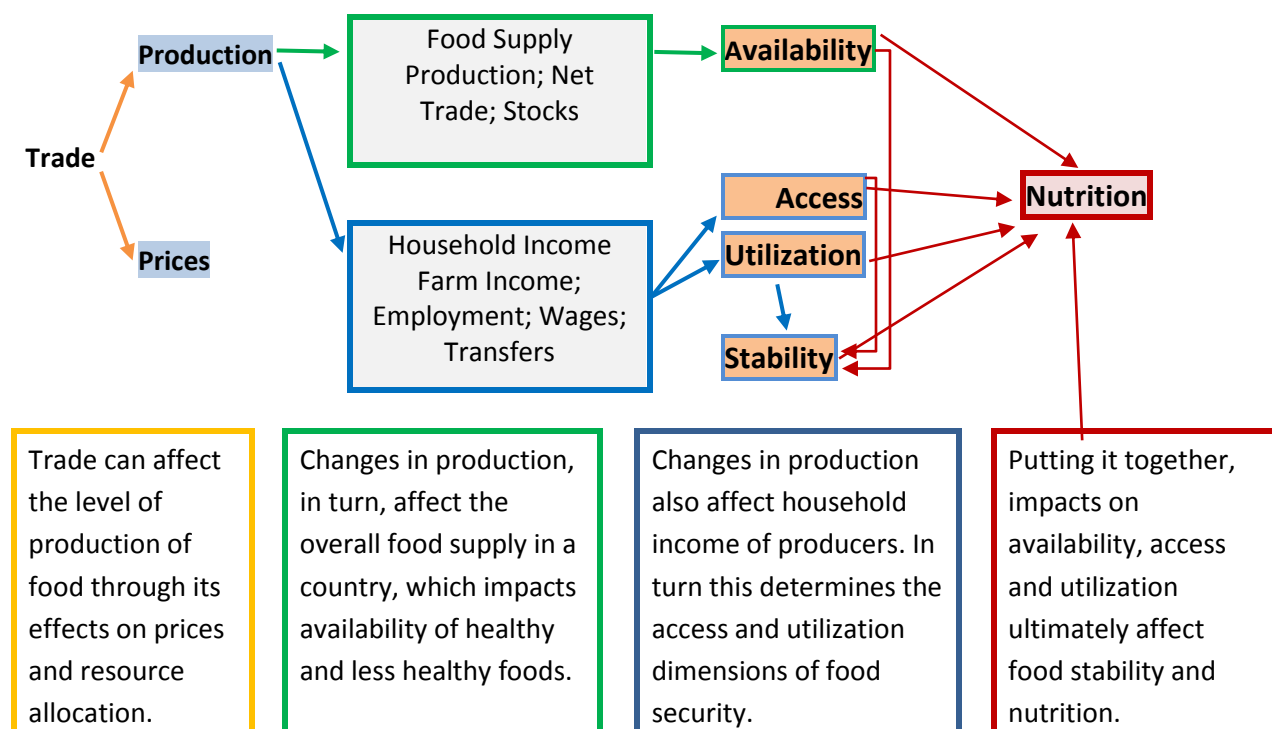 Production
Food Supply
Production; Net
Trade; Stocks
Availability
Trade
Prices
Household Income
Farm Income;
Employment; Wages;
Transfers
Access
Utilization
Stability
Nutrition
Trade can affect
the level of
production of
food through its
effects on prices
and resource
allocation.
Changes in production,
in turn, affect the
overall food supply in a
country, which impacts
availability of healthy
and less healthy foods.
Changes in production
also affect household
income of producers. In
turn this determines the
access and utilization
dimensions of food
security.
Putting it together,
impacts on
availability, access
and utilization
ultimately affect
food stability and
nutrition.